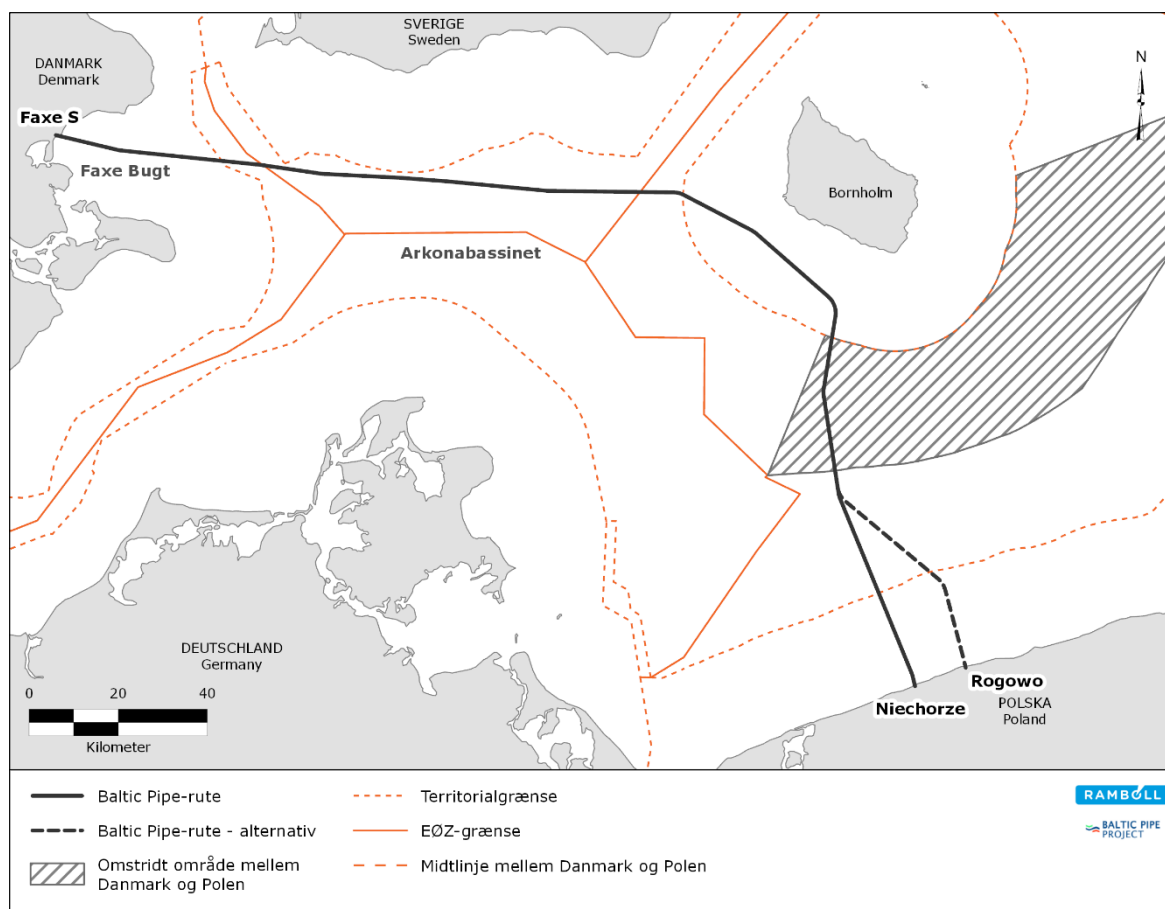 SVERIGE
Sweden
DANMARK
Denmark
N
Faxe S
Faxe Bugt
Bornholm
Arkonabassinet
DEUTSCHLAND
Germany
Rogowo
Niechorze
POLSKA
Poland
0 20 40
Kilometer
Baltic Pipe-rute
Territorialgrænse
RAMBOLL
Baltic Pipe-rute - alternativ
EØZ-grænse
BALTIC PIPE
PROJECT
Omstridt område mellem
Danmark og Polen
Midtlinje mellem Danmark og Polen